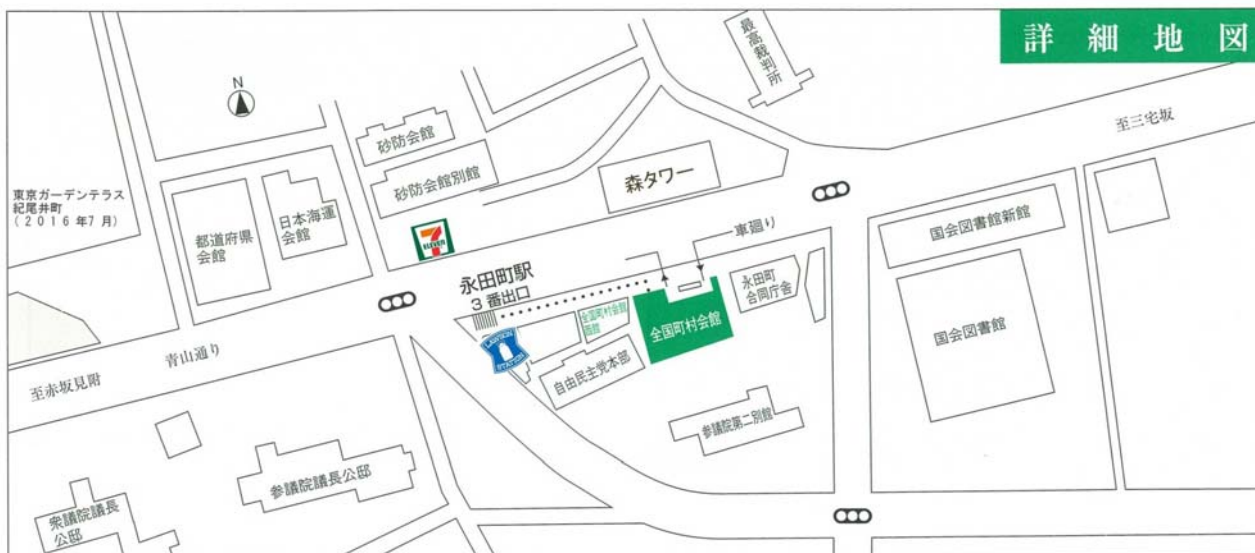 詳細地図
最高裁判所
至三宅坂
N
砂防会館
砂防会館別館
森タワー
東京ガーデンテラス
紀尾井町
(2016年7月)
都道府県
会館
日本海運
会館
7
ELEVEN
車廻り
国会図書館新館
永田町駅
3番出口
永田町
合同庁舎
全国町村会館
西館
全国町村会館
国会図書館
LAWSON
STATION
自由民主党本部
青山通り
至赤坂見附
参議院第二別館
参議院議長公邸
衆議院議長
公邸